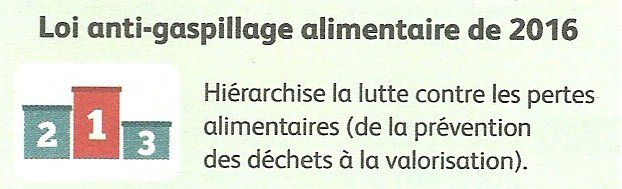 Loi anti-gaspillage alimentaire de 2016
2 1 3
Hiérarchise la lutte contre les pertes
alimentaires (de la prévention
des déchets à la valorisation).